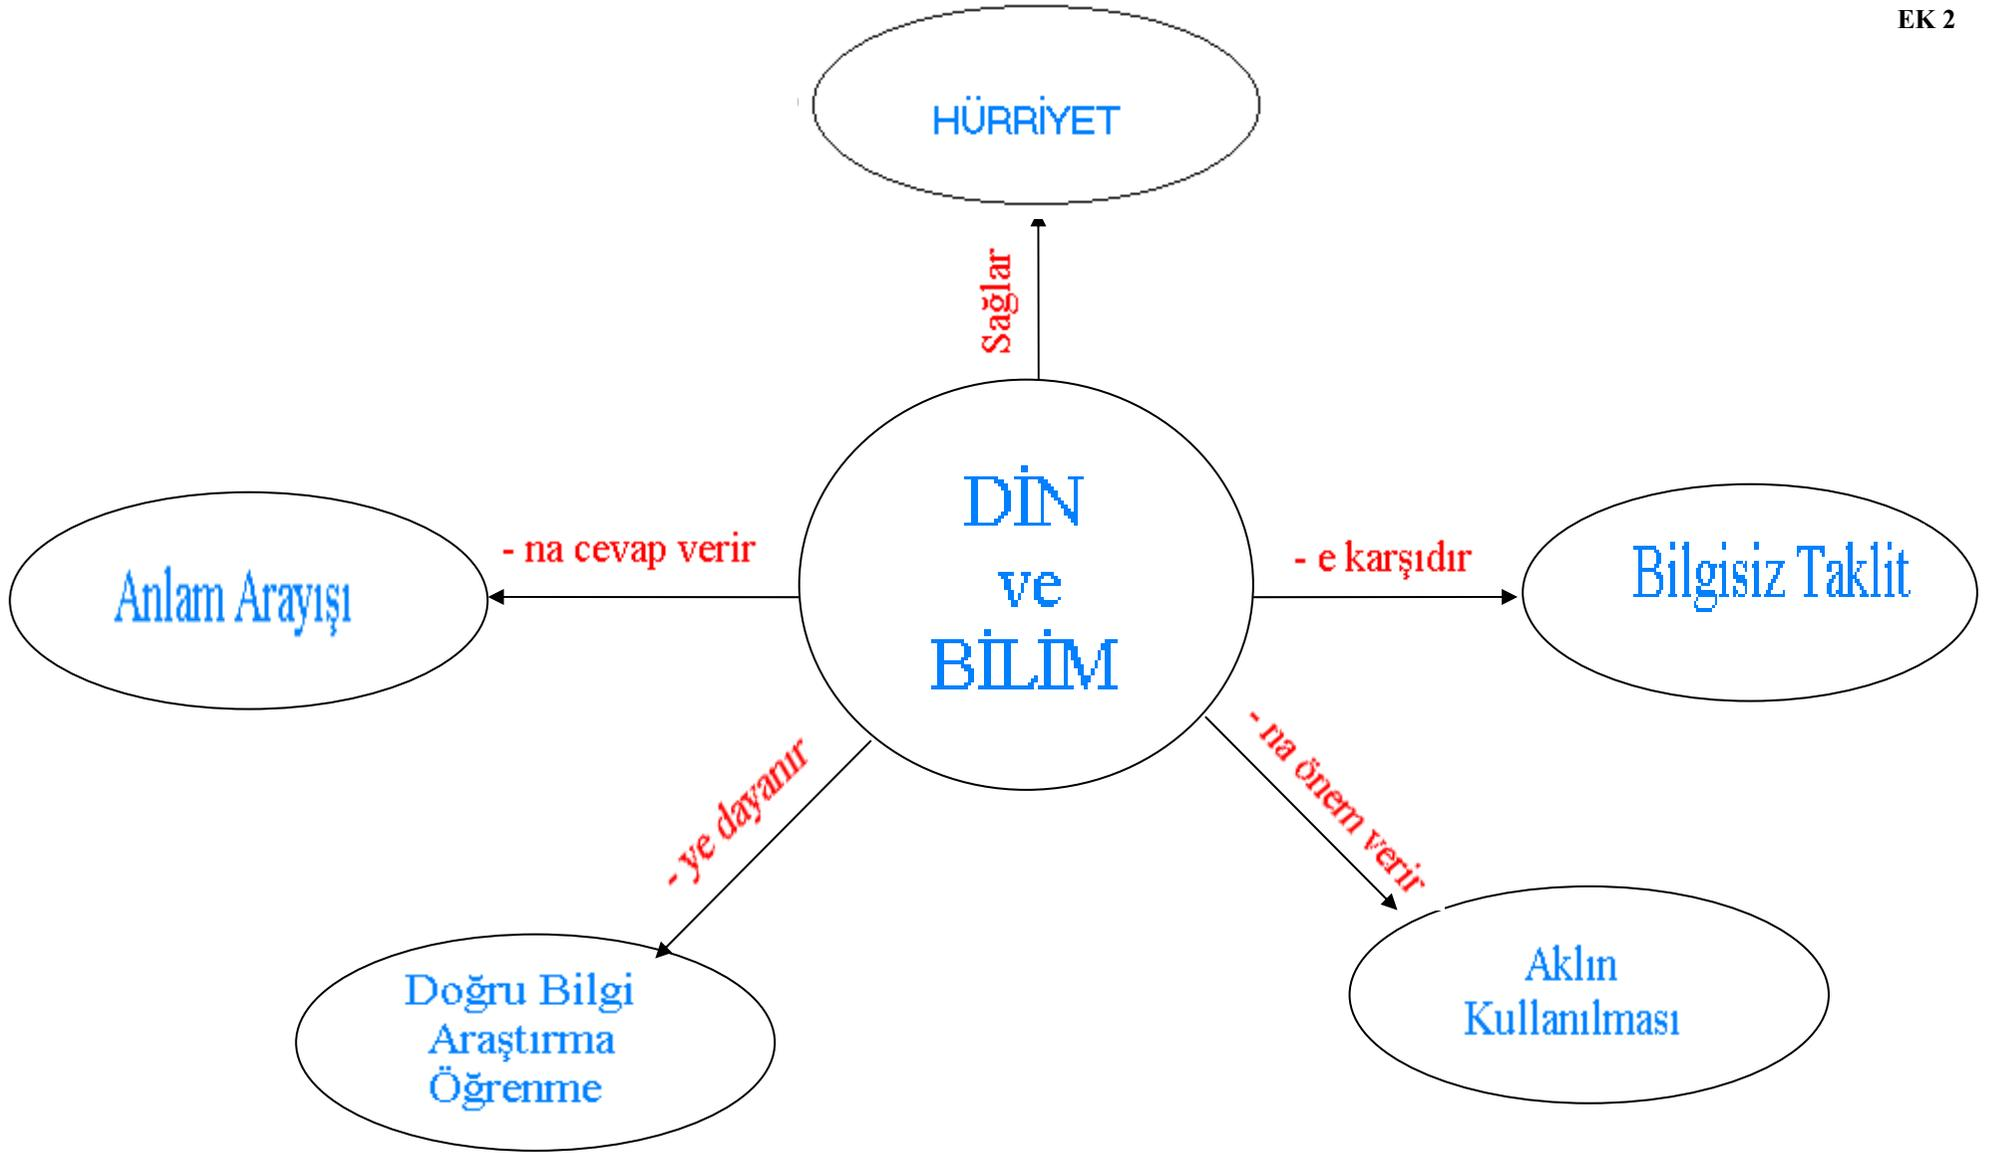 EK 2
HÜRRİYET
Sağlar
DİN
ve
BİLİM
- na cevap verir
Anlam Arayışı
- e karşıdır
Bilgisiz Taklit
- ye dayanır
Doğru Bilgi
Araştırma
Öğrenme
- na önem verir
Aklın
Kullanılması